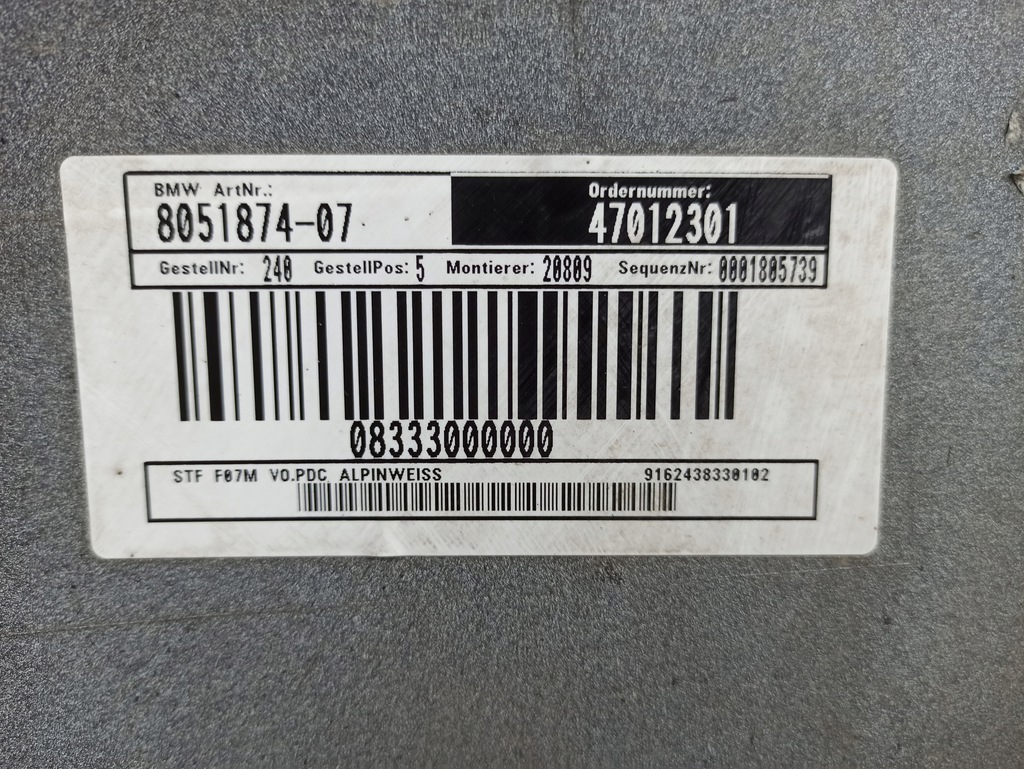 BMW ArtNr.: Ordernummer:
8051874-07 47012301
GestellNr: 240 GestellPos: 5 Montierer: 20809 SequenzNr: 0001805739
08333000000
STF F07M VO.PDC ALPINWEISS 9162438330102